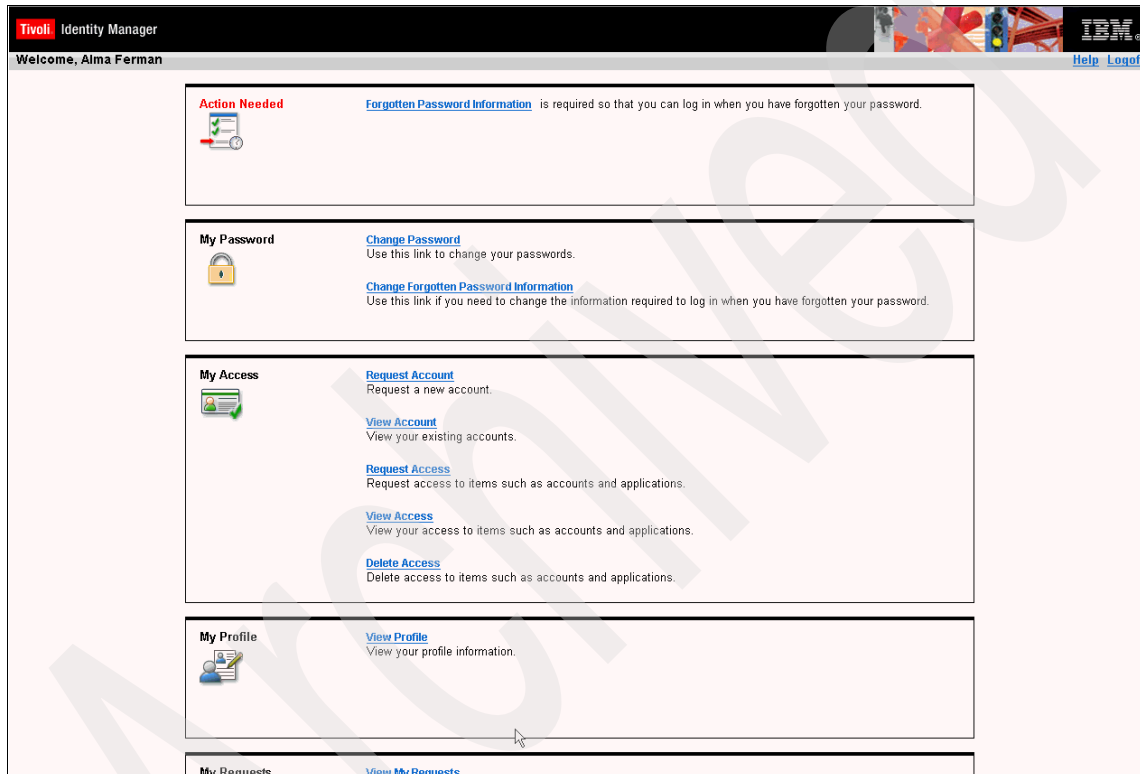 Tivoli Identity Manager
IBM
Welcome, Alma Ferman
Help Logof
Action Needed
Forgotten Password Information is required so that you can log in when you have forgotten your password.
My Password
Change Password
Use this link to change your passwords.
Change Forgotten Password Information
Use this link if you need to change the information required to log in when you have forgotten your password.
My Access
Request Account
Request a new account.
View Account
View your existing accounts.
Request Access
Request access to items such as accounts and applications.
View Access
View your access to items such as accounts and applications.
Delete Access
Delete access to items such as accounts and applications.
My Profile
View Profile
View your profile information.
My Requests
View My Requests
Archived